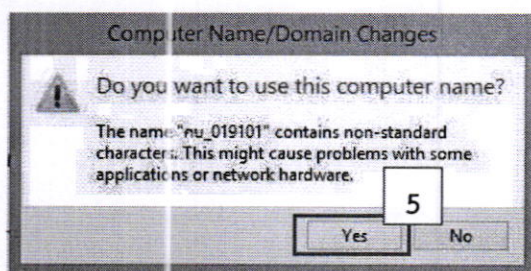 Computer Name/Domain Changes
Do you want to use this computer name?
The name "nu_019101" contains non-standard
characters. This might cause problems with some
applications or network hardware.
5
Yes No